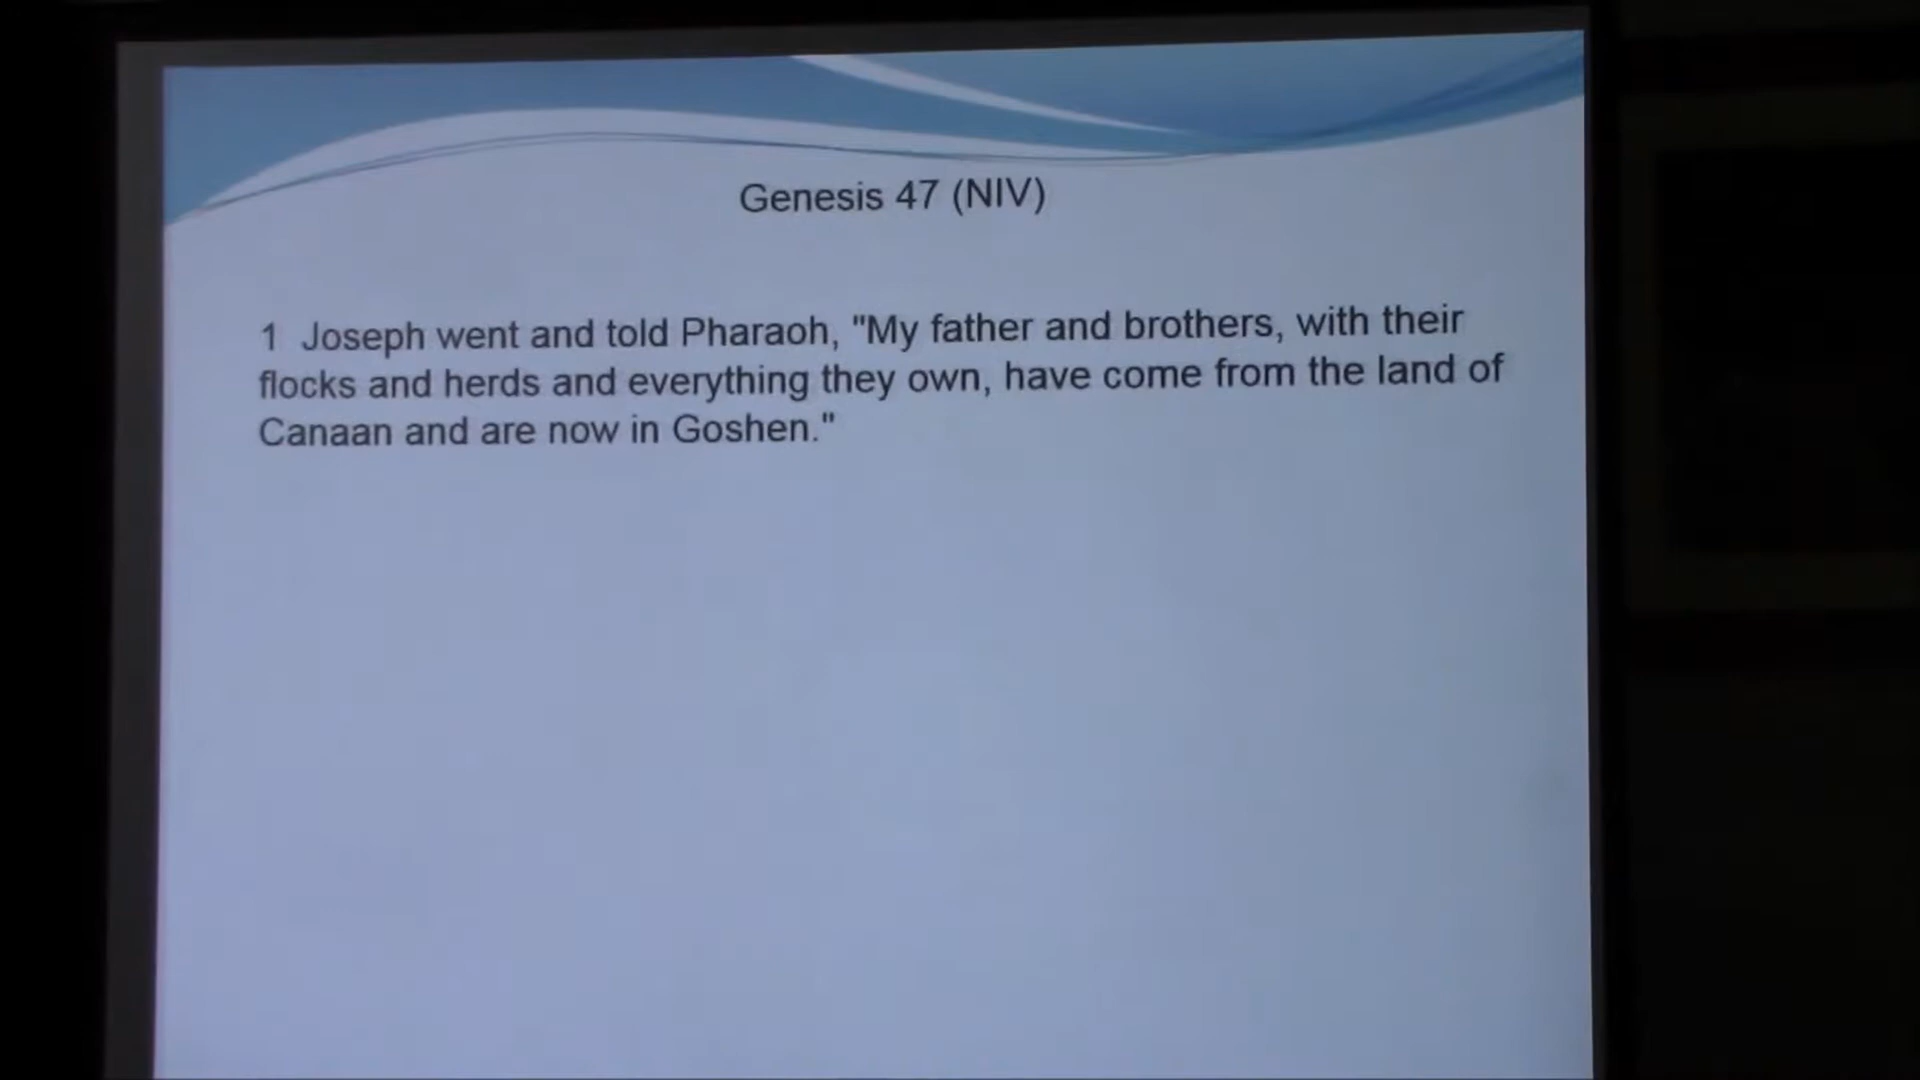 Genesis 47 (NIV)
1 Joseph went and told Pharaoh, "My father and brothers, with their
flocks and herds and everything they own, have come from the land of
Canaan and are now in Goshen."